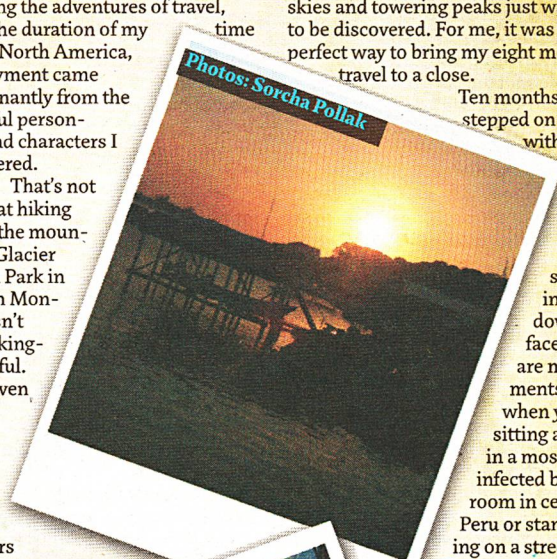 ng the adventures of travel,
he duration of my time
North America,
yment came
nantly from the
ul person-
nd characters I
ered.
That's not
at hiking
the moun-
Glacier
Park in
n Mon-
sn't
king-
ful.
ven
rs
Photos: Sorcha Pollak
skies and towering peaks just w
to be discovered. For me, it was
perfect way to bring my eight m
travel to a close.
Ten months
stepped on
with
s
in
dov
face
are n
ments
when y
sitting a
in a mos
infected b
room in ce
Peru or star
ing on a stre